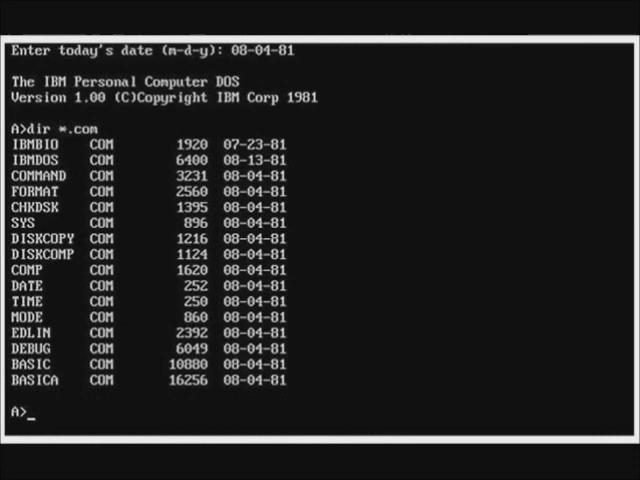 Enter today's date (m-d-y): 08-04-81
The IBM Personal Computer DOS
Version 1.00 (C)Copyright IBM Corp 1981
A>dir *.com
IBMBIO COM 1920 07-23-81
IBMDOS COM 6400 08-13-81
COMMAND COM 3231 08-04-81
FORMAT COM 2560 08-04-81
CHKDSK COM 1395 08-04-81
SYS COM 896 08-04-81
DISKCOPY COM 1216 08-04-81
DISKCOMP COM 1124 08-04-81
COMP COM 1620 08-04-81
DATE COM 252 08-04-81
TIME COM 250 08-04-81
MODE COM 860 08-04-81
EDLIN COM 2392 08-04-81
DEBUG COM 6049 08-04-81
BASIC COM 10880 08-04-81
BASICA COM 16256 08-04-81
A>_